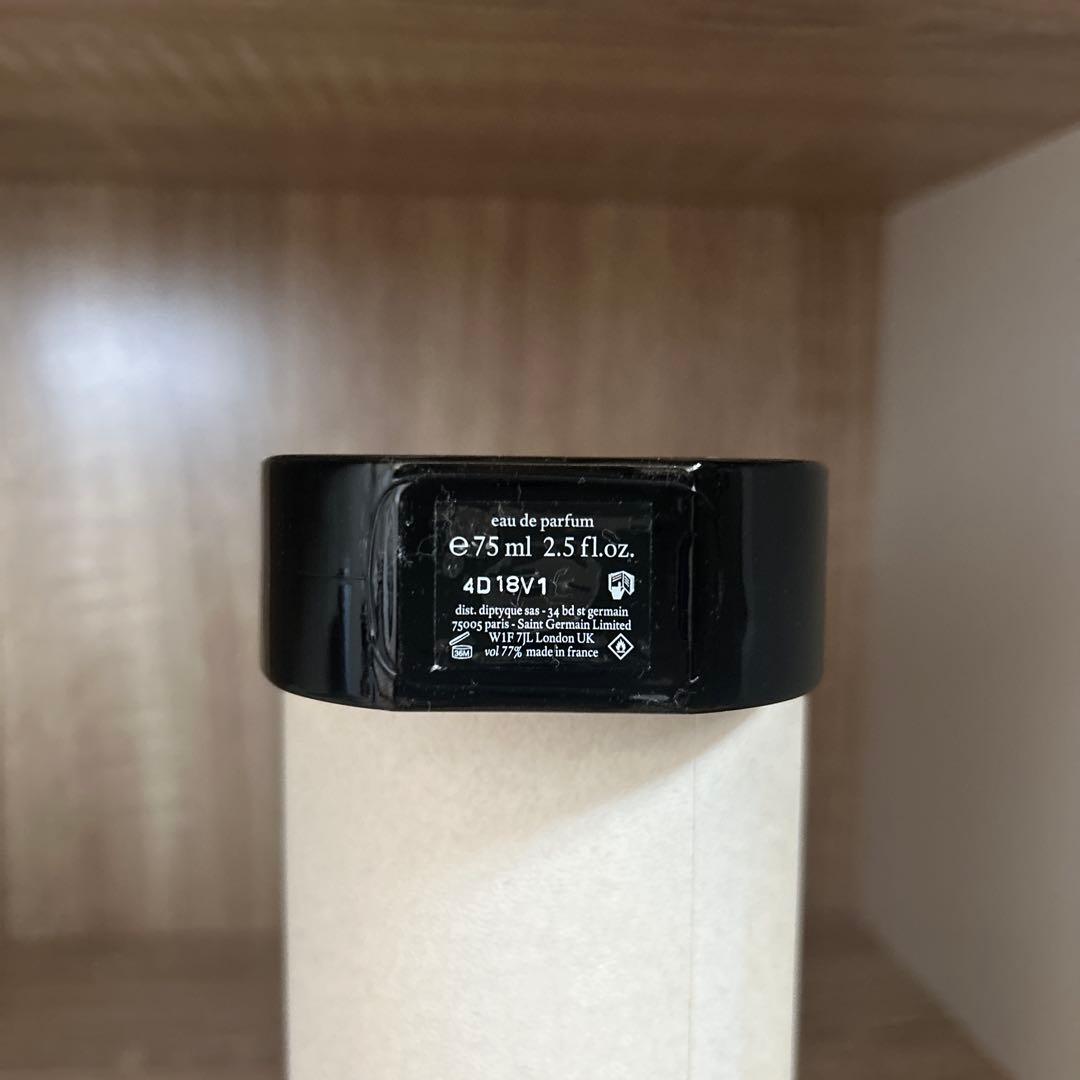 eau de parfum
℮75 ml 2.5 fl.oz.
4D18V1
dist. diptyque sas - 34 bd st germain
75005 paris - Saint Germain Limited
W1F 7JL London UK
36M vol 77% made in france